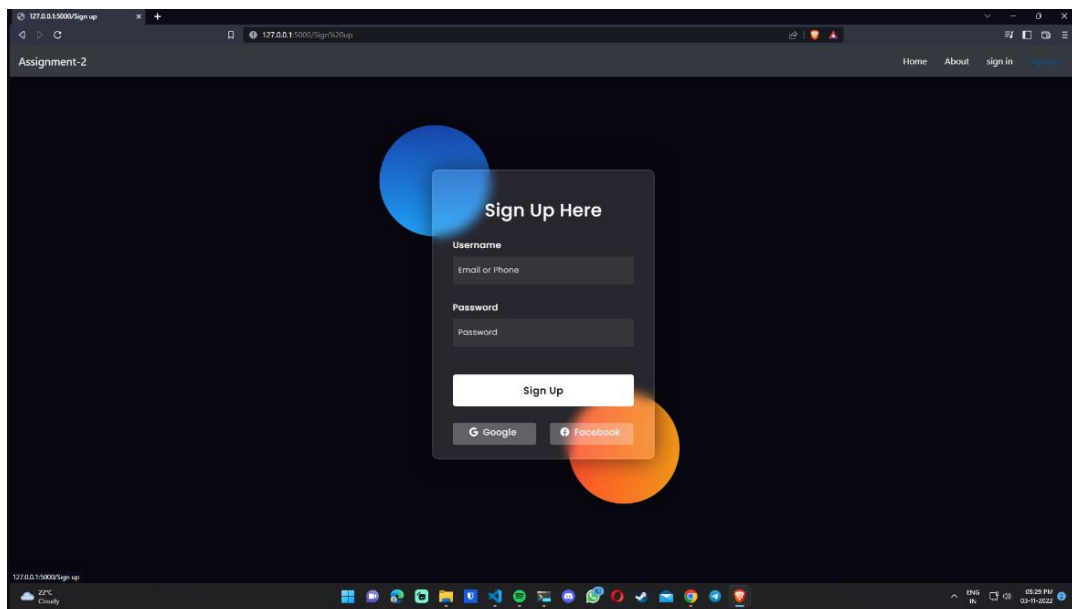 127.0.0.1:5000/Sign up
127.0.0.1:5000/Sign%20up
Assignment-2
Home About sign in
Sign Up Here
Username
Email or Phone
Password
Password
Sign Up
Google Facebook
127.0.0.1:5000/Sign up
22°C
Cloudy
ENG
IN
05:29 PM
03-11-2022